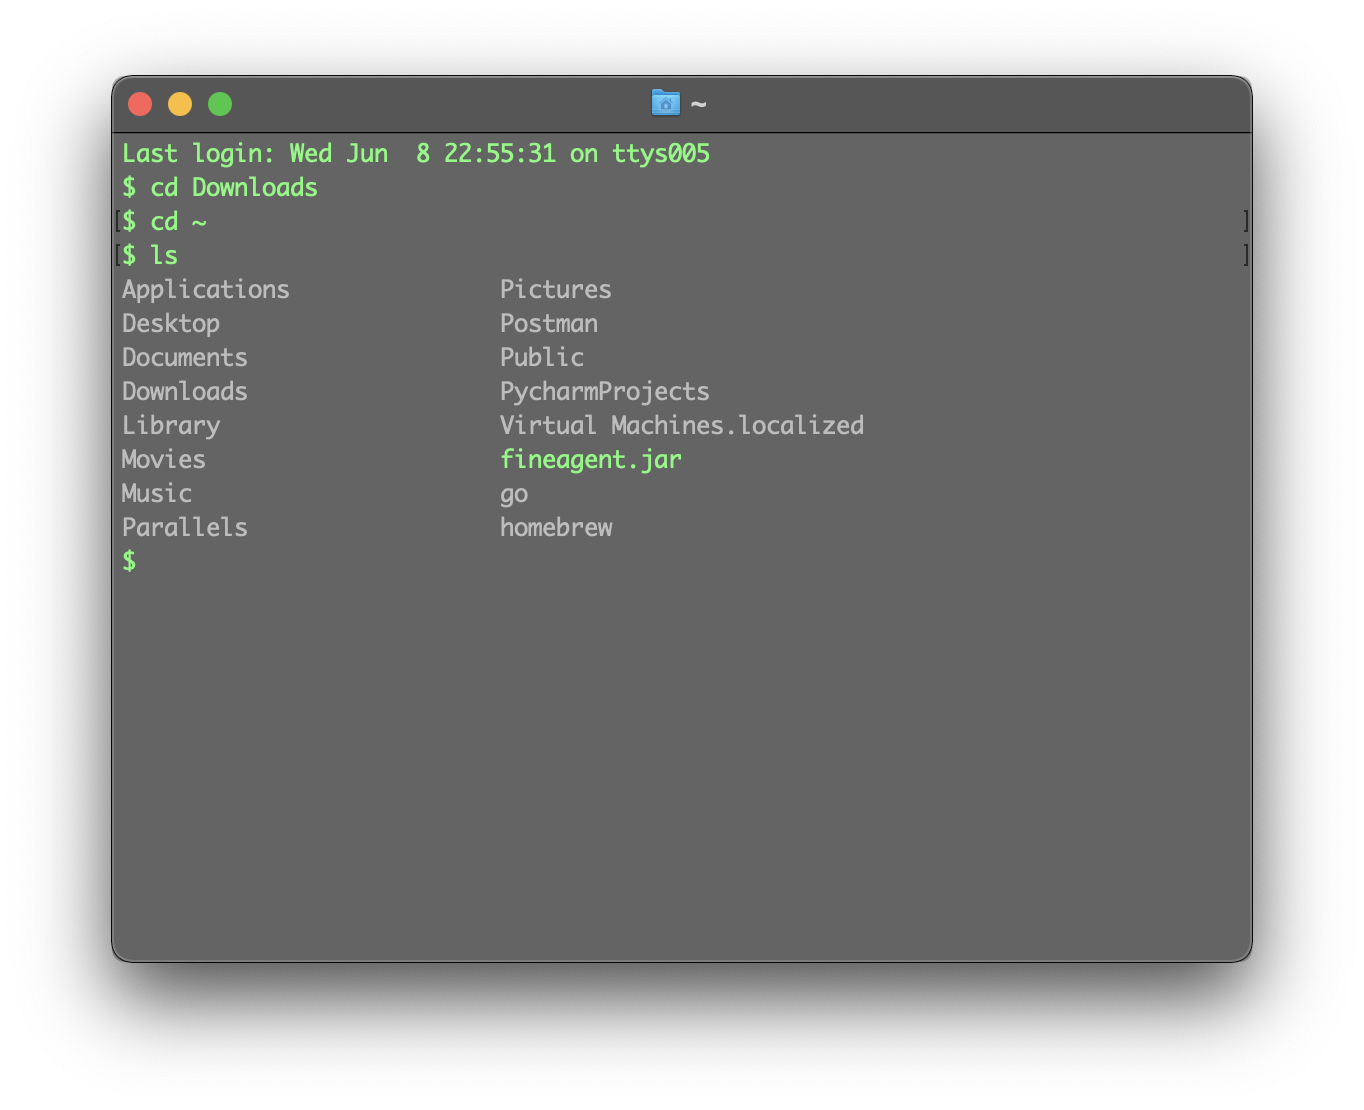 ~
Last login: Wed Jun  8 22:55:31 on ttys005
$ cd Downloads
[$ cd ~ ]
[$ ls ]
Applications Pictures
Desktop Postman
Documents Public
Downloads PycharmProjects
Library Virtual Machines.localized
Movies fineagent.jar
Music go
Parallels homebrew
$